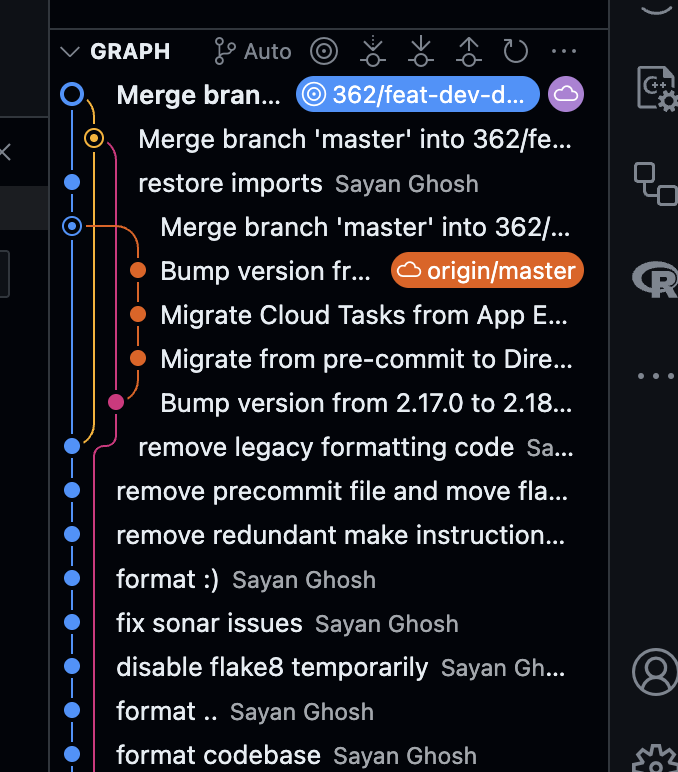 GRAPH Auto ...
Merge bran... 362/feat-dev-d...
Merge branch 'master' into 362/fe...
restore imports Sayan Ghosh
Merge branch 'master' into 362/...
Bump version fr... origin/master
Migrate Cloud Tasks from App E...
Migrate from pre-commit to Dire...
Bump version from 2.17.0 to 2.18...
remove legacy formatting code Sa...
remove precommit file and move fla...
remove redundant make instruction...
format :) Sayan Ghosh
fix sonar issues Sayan Ghosh
disable flake8 temporarily Sayan Gh...
format .. Sayan Ghosh
format codebase Sayan Ghosh
C++
R